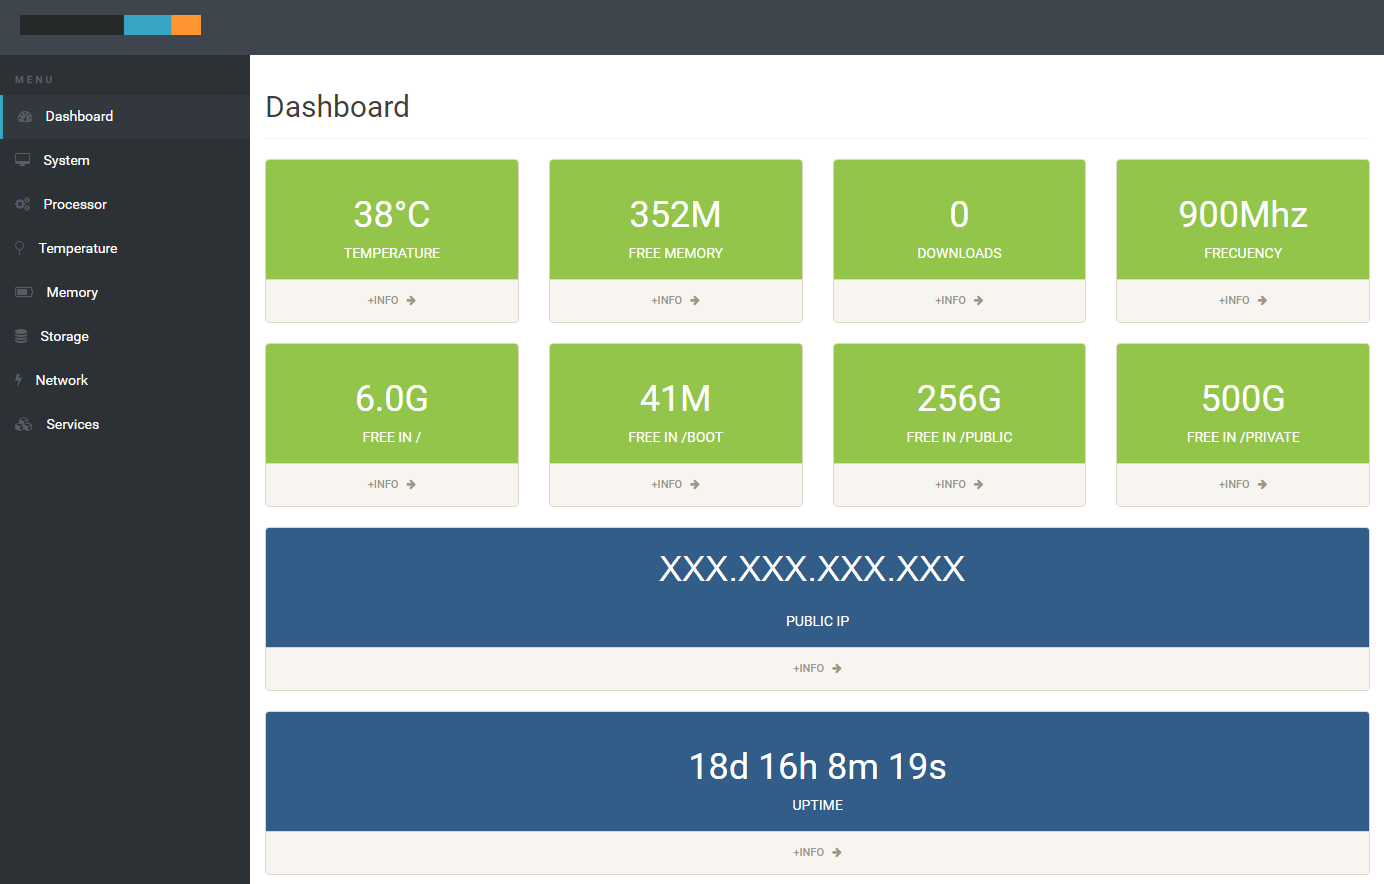 MENU
Dashboard
System
Processor
Temperature
Memory
Storage
Network
Services
Dashboard
38°C
TEMPERATURE
+INFO
352M
FREE MEMORY
+INFO
0
DOWNLOADS
+INFO
900Mhz
FRECUENCY
+INFO
6.0G
FREE IN /
+INFO
41M
FREE IN /BOOT
+INFO
256G
FREE IN /PUBLIC
+INFO
500G
FREE IN /PRIVATE
+INFO
XXX.XXX.XXX.XXX
PUBLIC IP
+INFO
18d 16h 8m 19s
UPTIME
+INFO